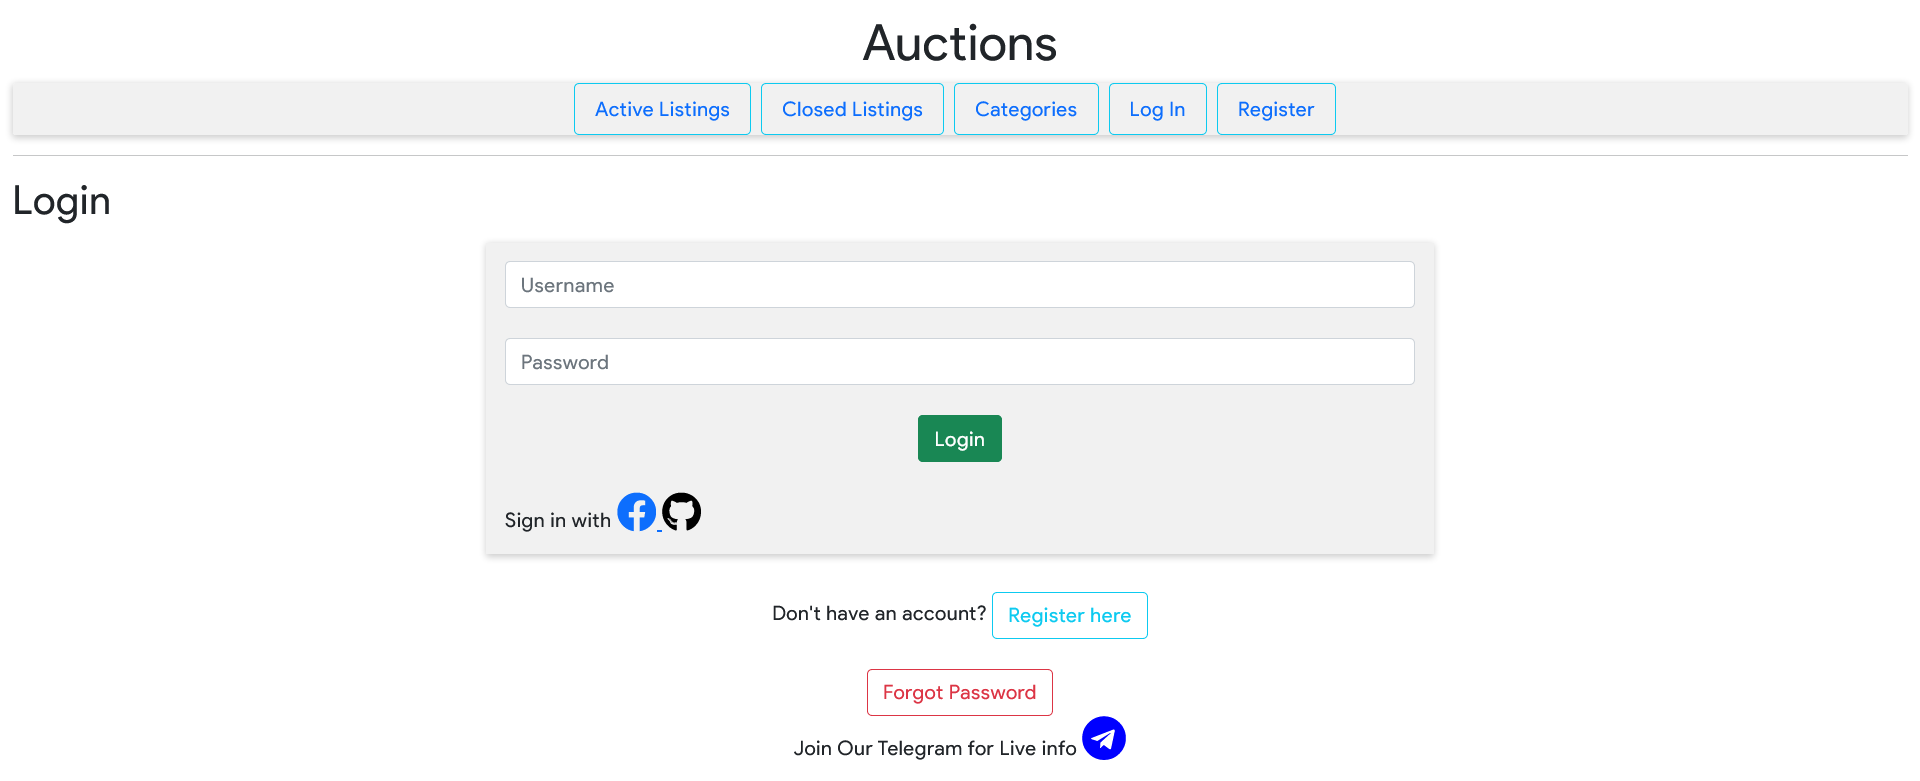 Auctions
Active Listings Closed Listings Categories Log In Register
Login
Username
Password
Login
Sign in with
Don't have an account? Register here
Forgot Password
Join Our Telegram for Live info